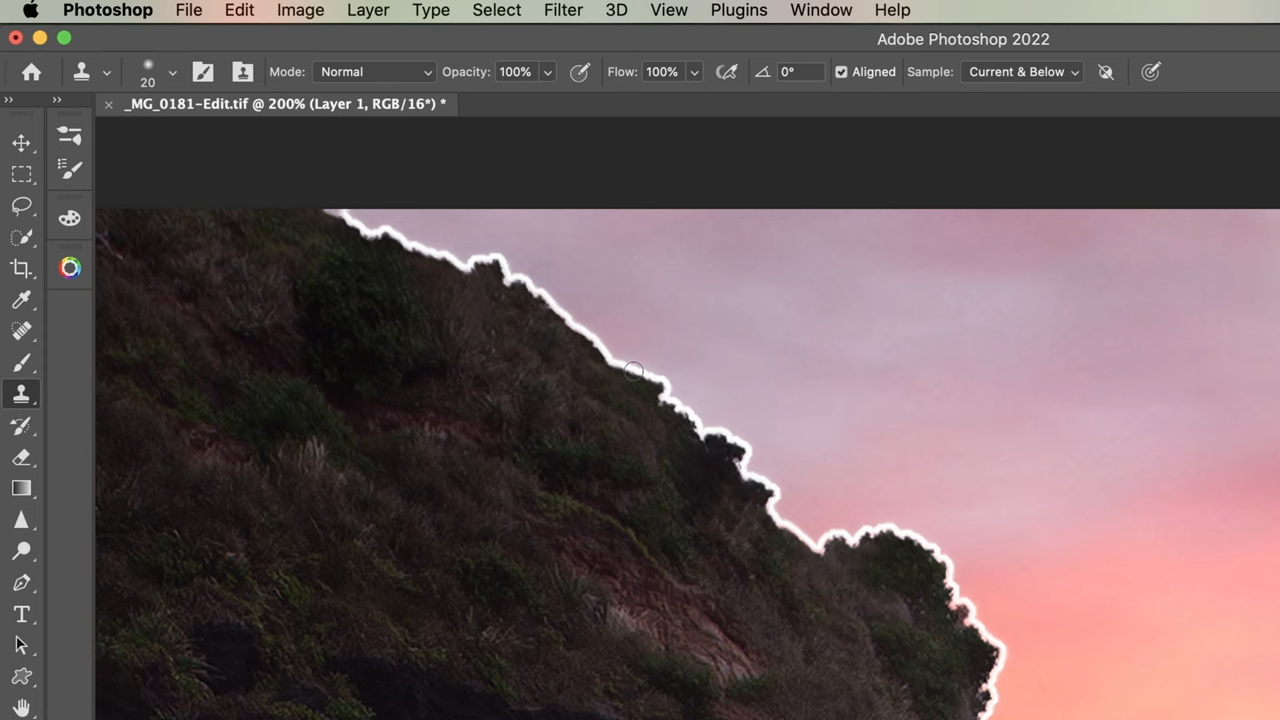 Photoshop File Edit Image Layer Type Select Filter 3D View Plugins Window Help
Adobe Photoshop 2022
20 Mode: Normal Opacity: 100% Flow: 100% 0° Aligned Sample: Current & Below
_MG_0181-Edit.tif @ 200% (Layer 1, RGB/16*) *